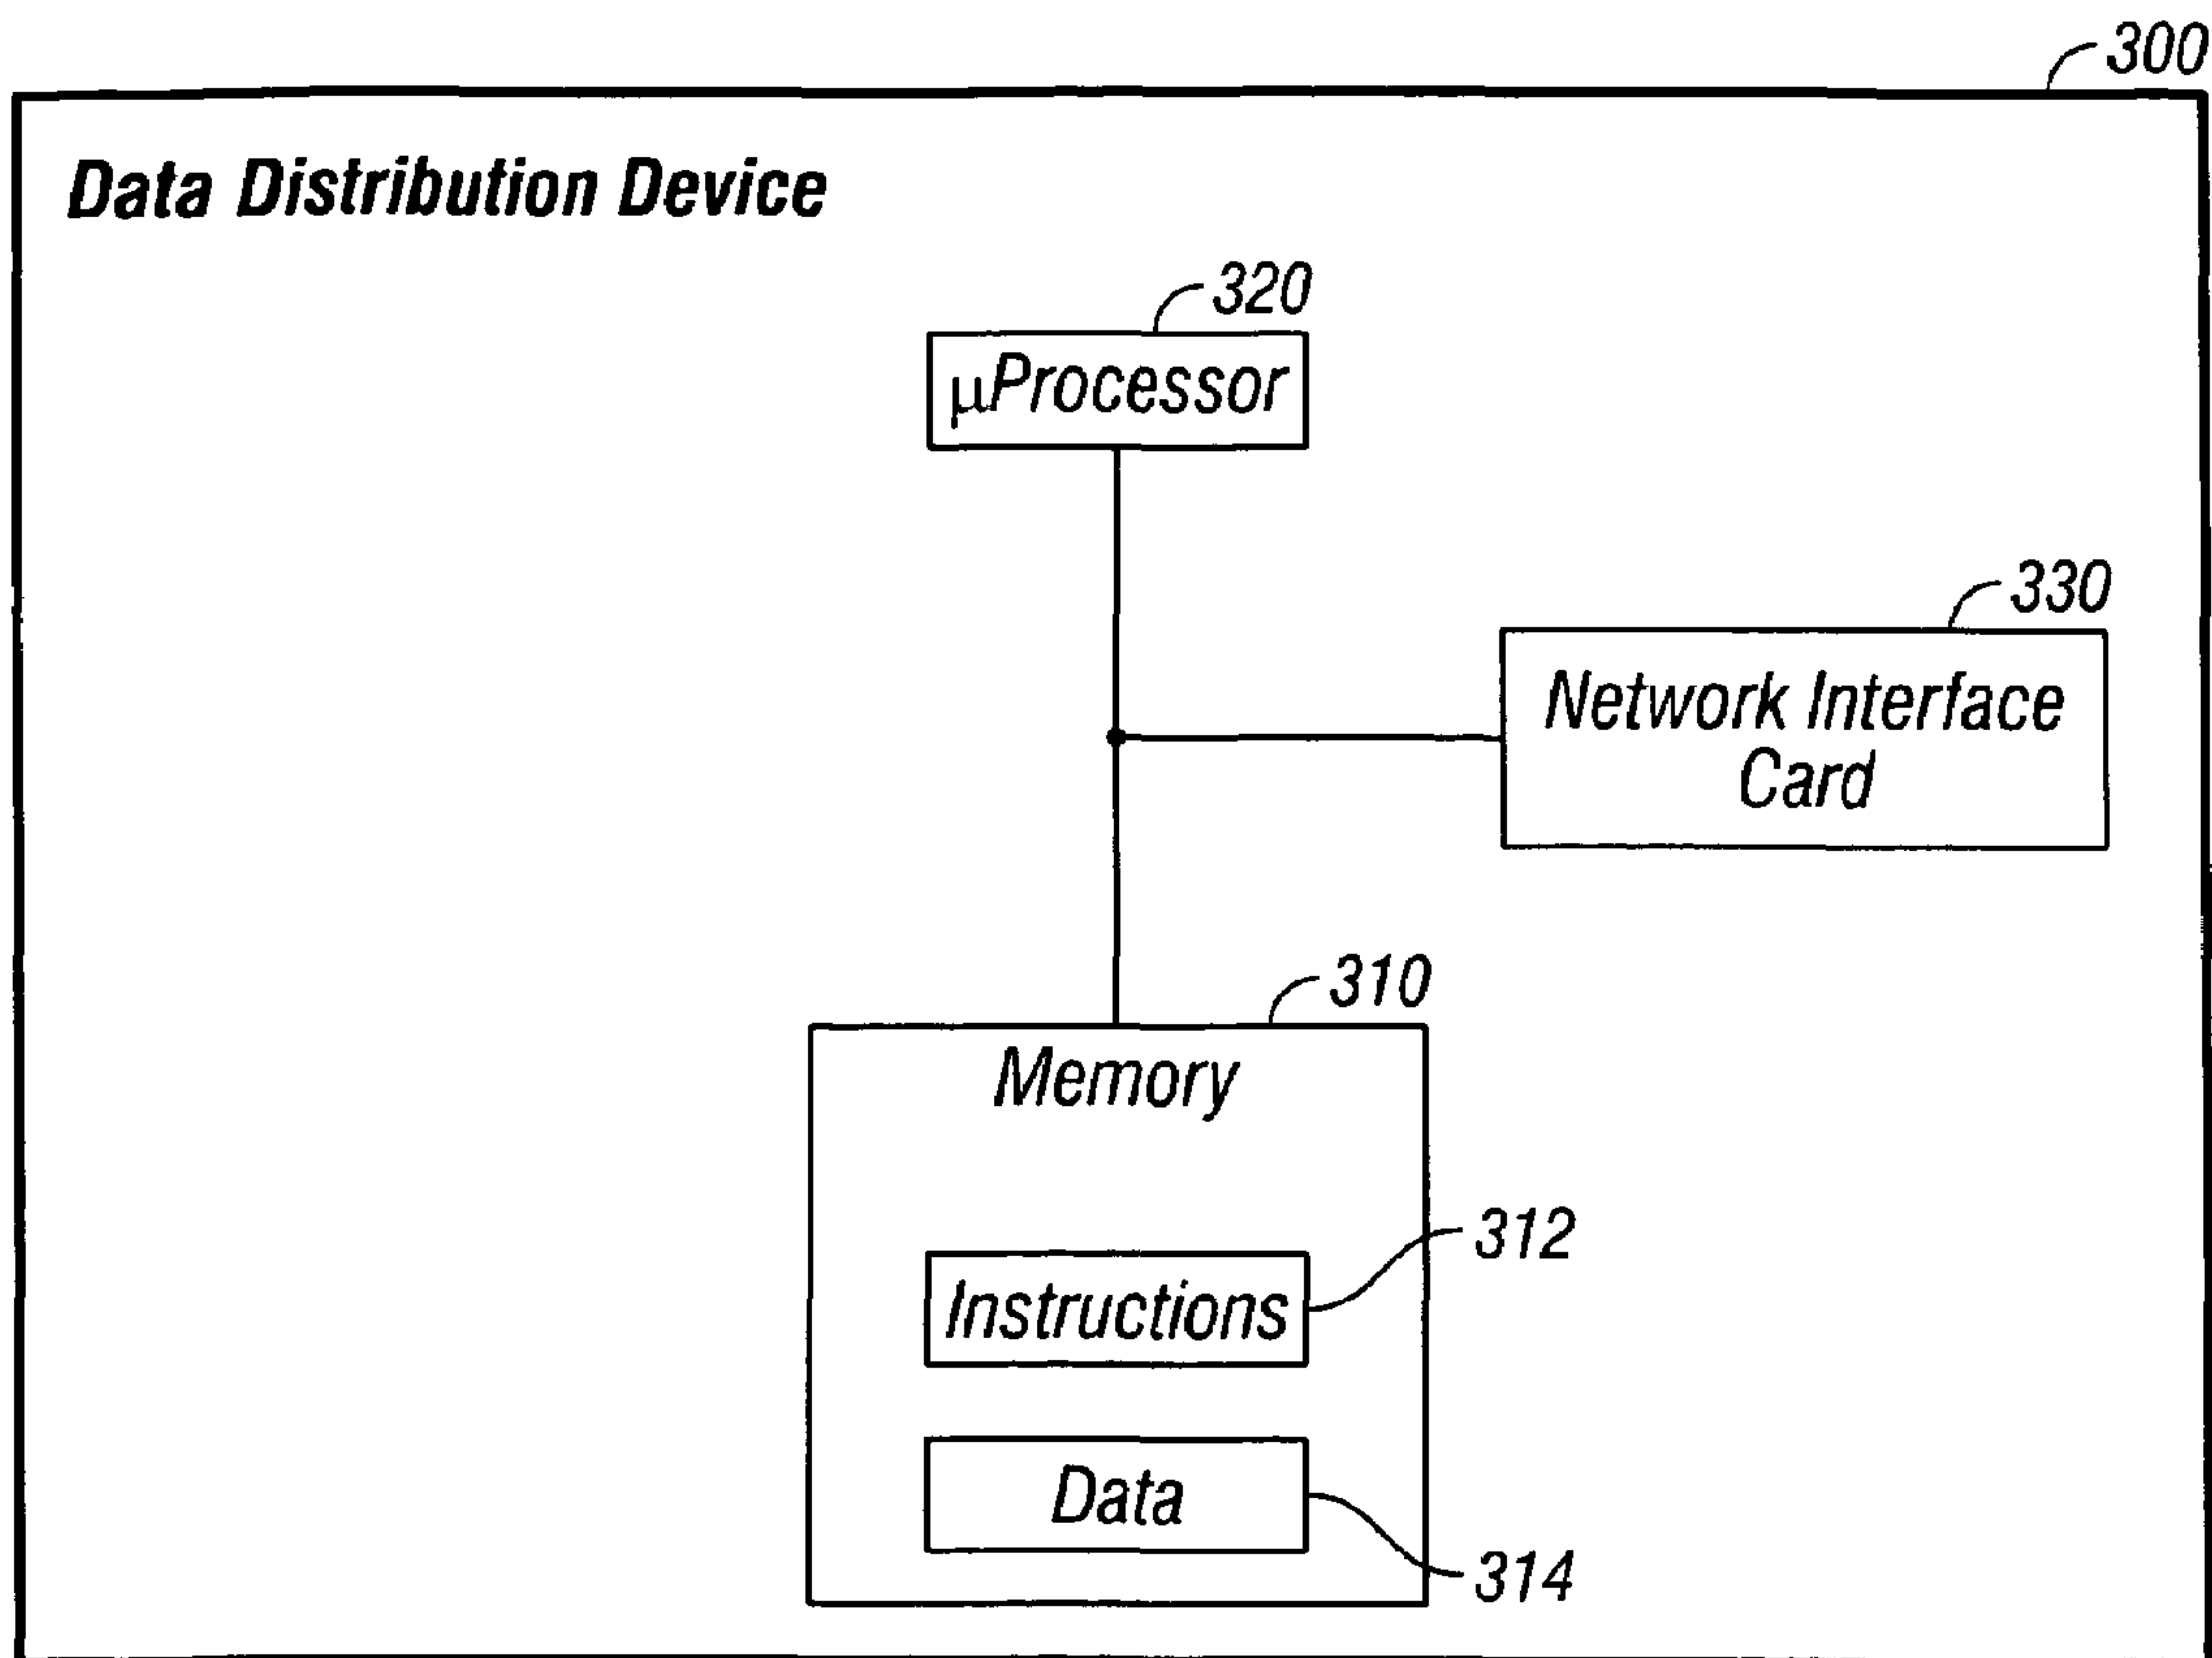 300
Data Distribution Device
320
µProcessor
330
Network Interface
Card
310
Memory
312
Instructions
Data
314